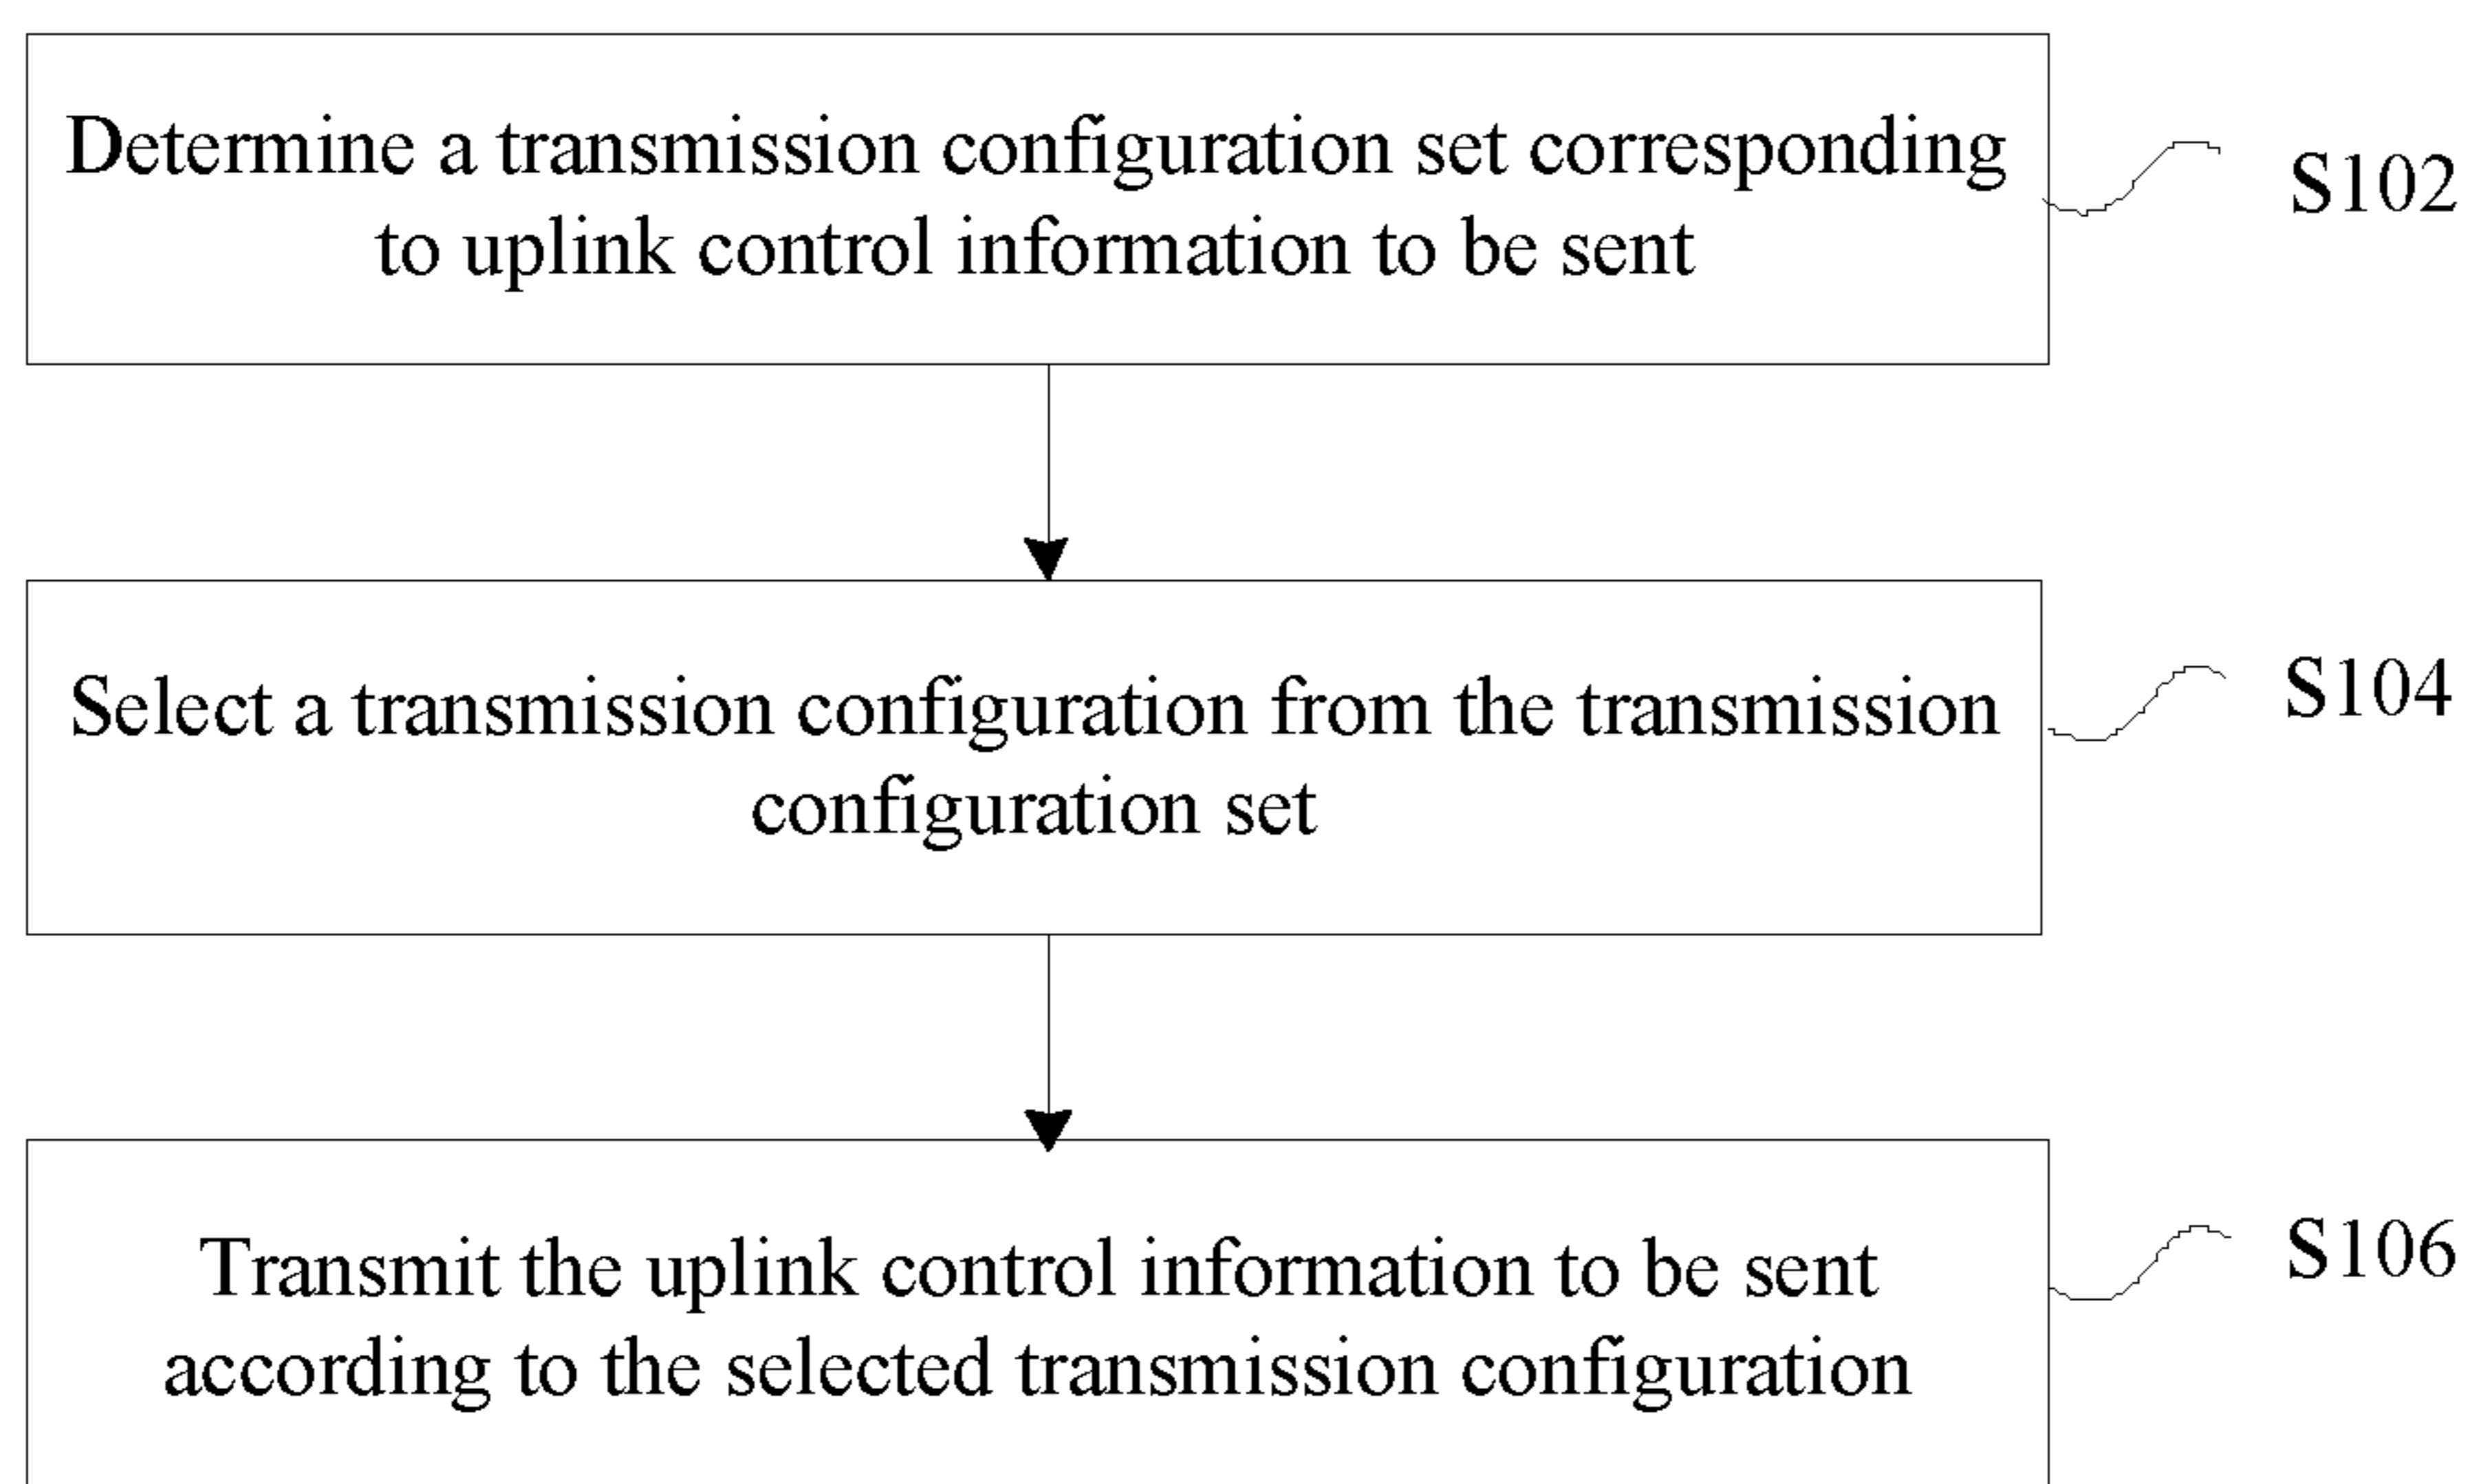 Determine a transmission configuration set corresponding
to uplink control information to be sent
S102
Select a transmission configuration from the transmission
configuration set
S104
Transmit the uplink control information to be sent
according to the selected transmission configuration
S106